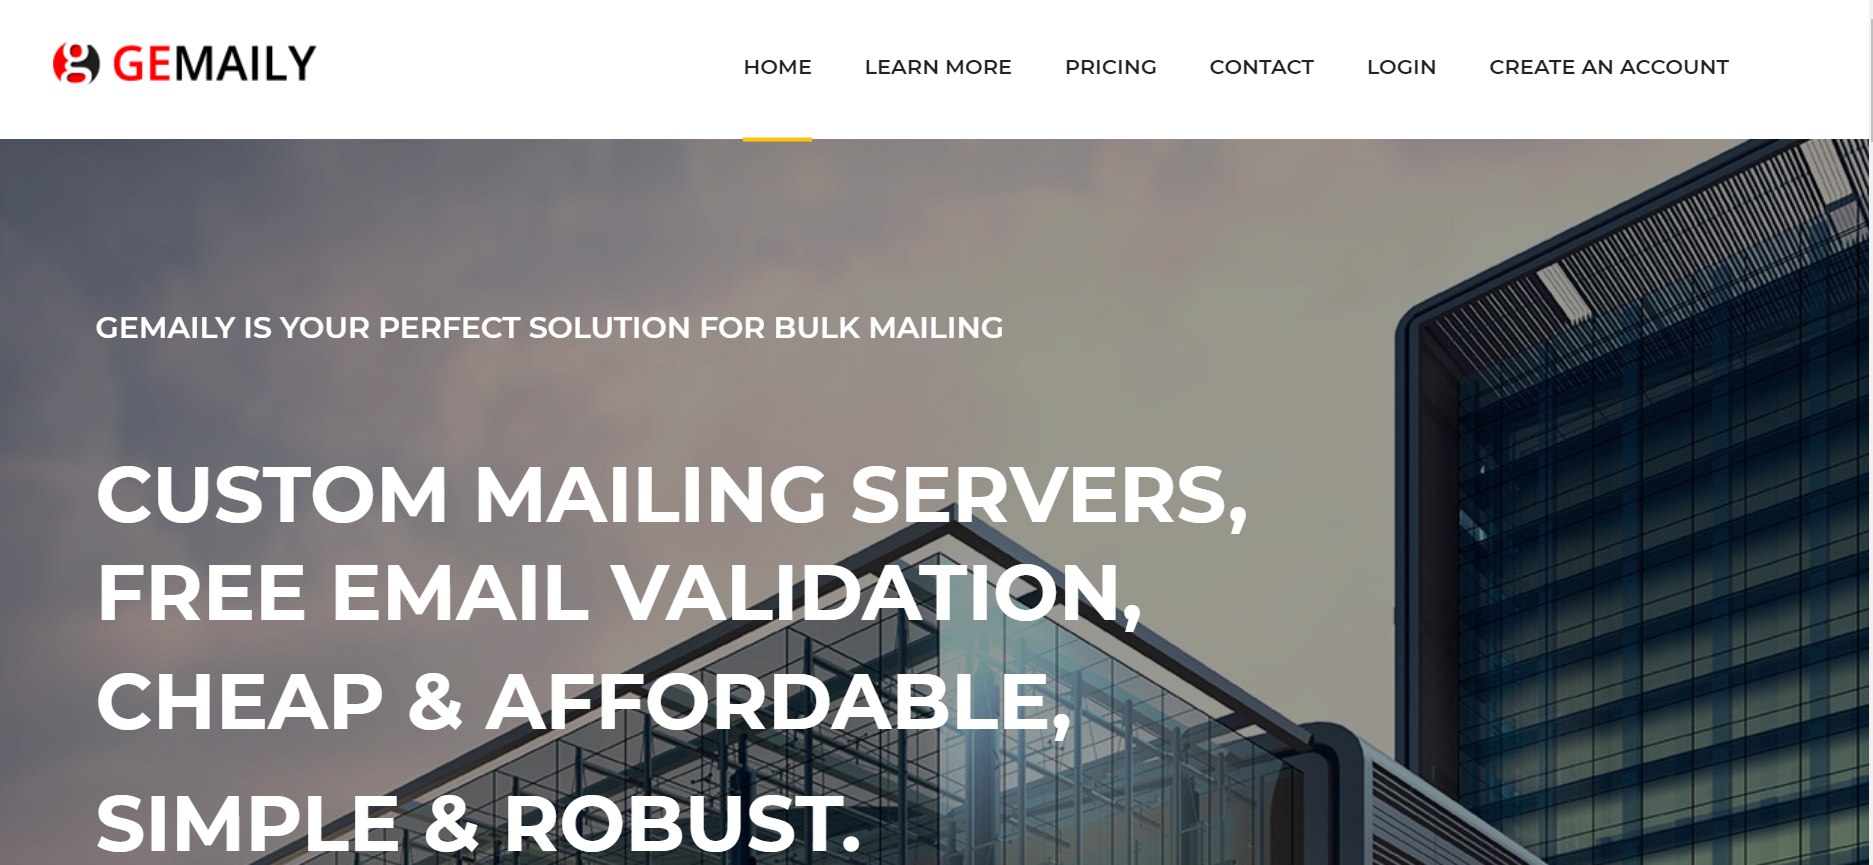 GEMAILY
HOME LEARN MORE PRICING CONTACT LOGIN CREATE AN ACCOUNT
GEMAILY IS YOUR PERFECT SOLUTION FOR BULK MAILING
CUSTOM MAILING SERVERS,
FREE EMAIL VALIDATION,
CHEAP & AFFORDABLE,
SIMPLE & ROBUST.